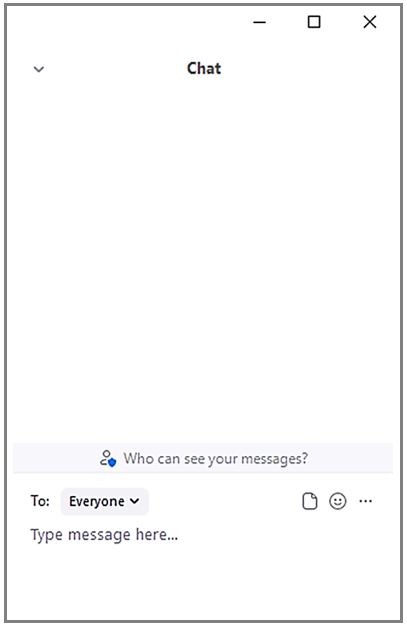 Chat
Who can see your messages?
To: Everyone
Type message here...